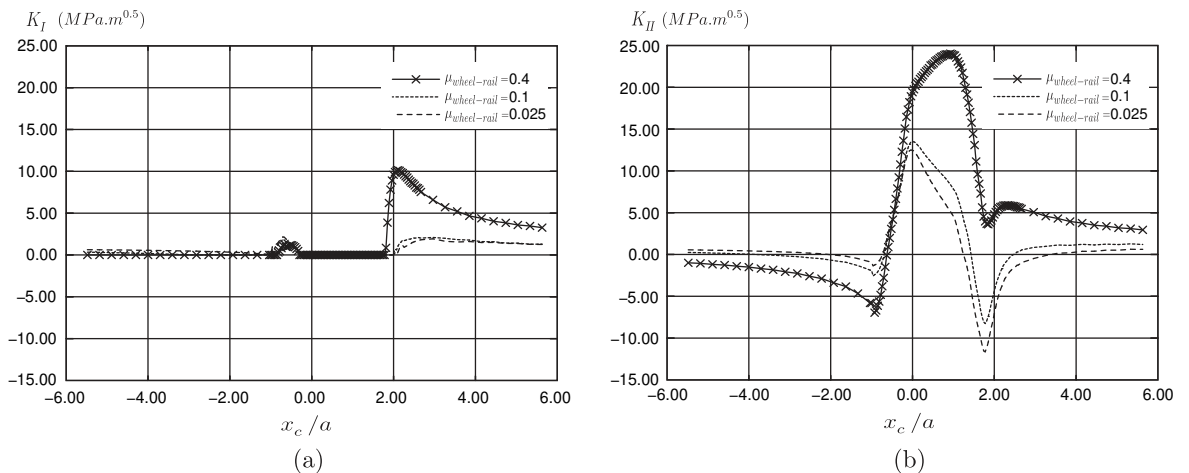 K_I (MPa.m^0.5)
25.00
20.00
15.00
10.00
5.00
0.00
−5.00
−10.00
−15.00
−6.00 −4.00 −2.00 0.00 2.00 4.00 6.00
μ_wheel−rail=0.4
μ_wheel−rail=0.1
μ_wheel−rail=0.025
x_c /a
(a)
K_II (MPa.m^0.5)
25.00
20.00
15.00
10.00
5.00
0.00
−5.00
−10.00
−15.00
−6.00 −4.00 −2.00 0.00 2.00 4.00 6.00
μ_wheel−rail=0.4
μ_wheel−rail=0.1
μ_wheel−rail=0.025
x_c /a
(b)